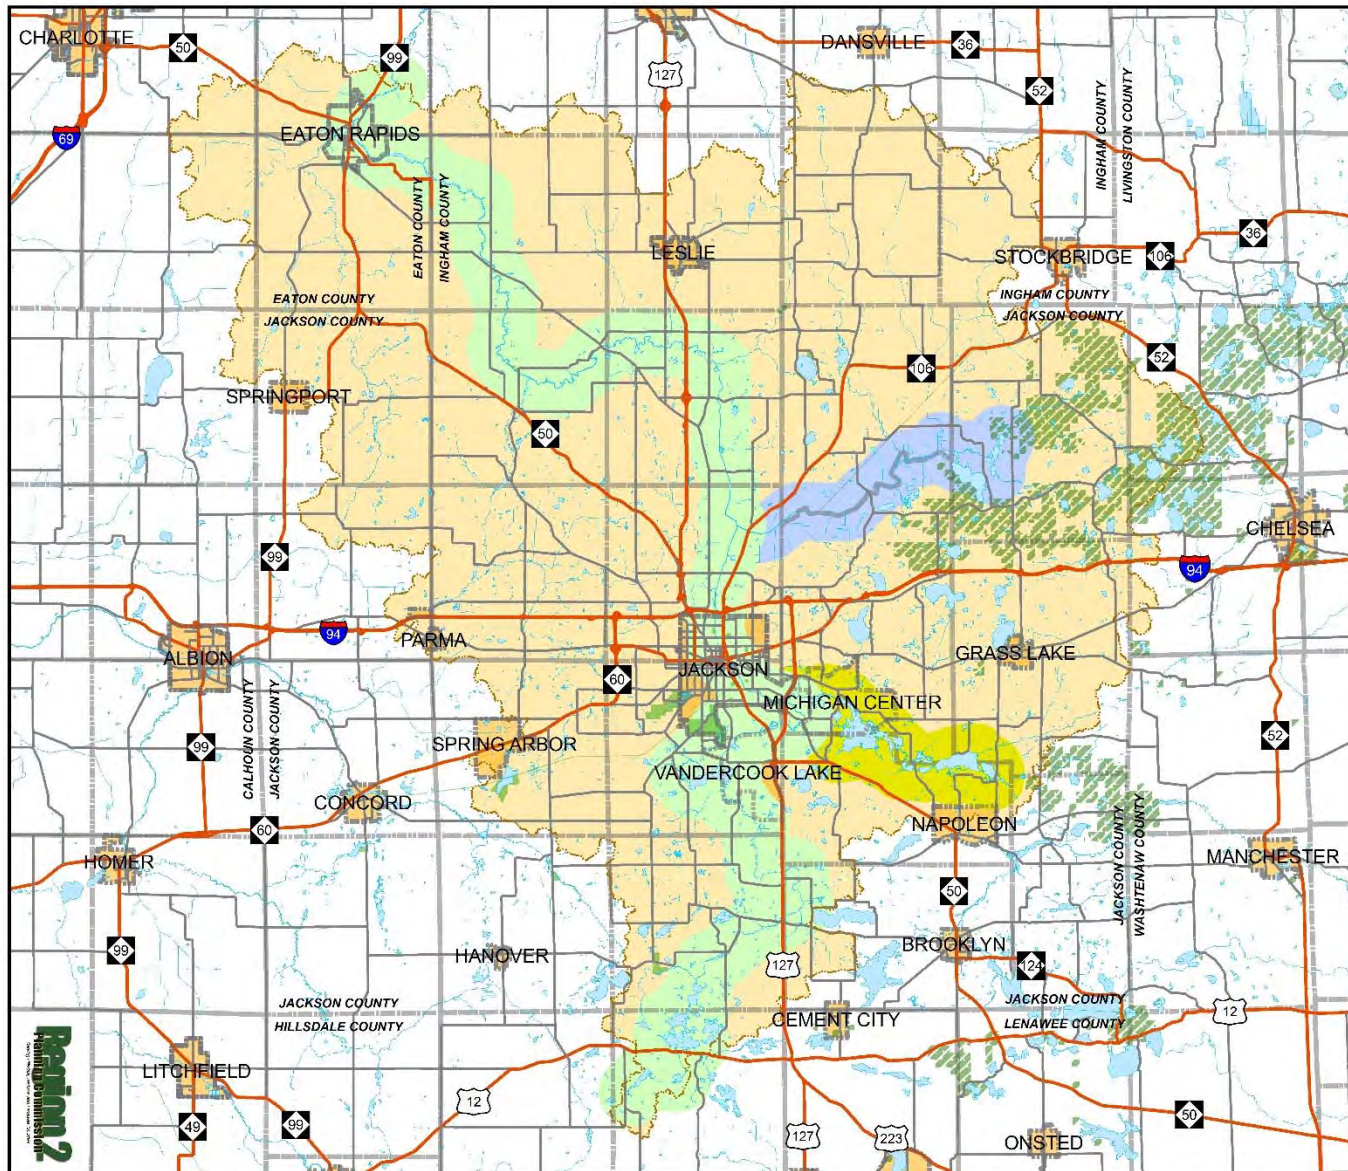 CHARLOTTE
50
99
127
DANSVILLE
36
52
69
EATON RAPIDS
INGHAM COUNTY
LIVINGSTON COUNTY
EATON COUNTY
INGHAM COUNTY
LESLIE
STOCKBRIDGE
106
36
EATON COUNTY
JACKSON COUNTY
INGHAM COUNTY
JACKSON COUNTY
52
106
SPRINGPORT
50
CHELSEA
99
94
94
PARMA
ALBION
JACKSON
GRASS LAKE
60
MICHIGAN CENTER
CALHOUN COUNTY
JACKSON COUNTY
99
SPRING ARBOR
52
VANDERCOOK LAKE
CONCORD
60
NAPOLEON
JACKSON COUNTY
WASHTENAW COUNTY
HOMER
MANCHESTER
50
99
HANOVER
BROOKLYN
127
124
JACKSON COUNTY
HILLSDALE COUNTY
JACKSON COUNTY
LENAWEE COUNTY
12
CEMENT CITY
Region 2
Planning Commission
LITCHFIELD
12
49
99
127
223
ONSTED
50